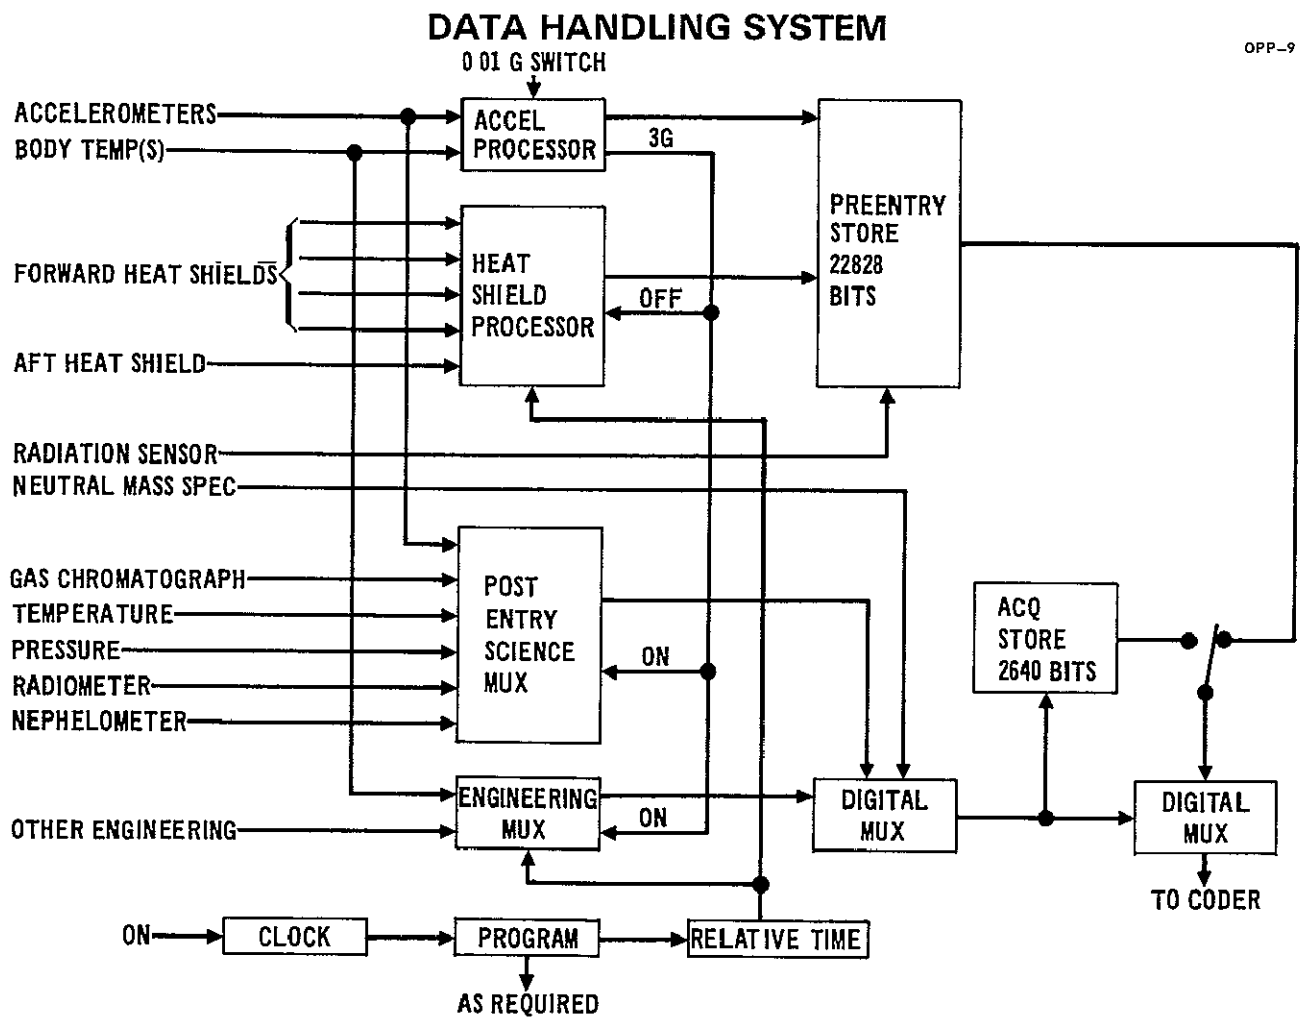 DATA HANDLING SYSTEM
OPP-9
0 01 G SWITCH
ACCELEROMETERS
BODY TEMP(S)
ACCEL
PROCESSOR
3G
FORWARD HEAT SHIELDS
AFT HEAT SHIELD
HEAT
SHIELD
PROCESSOR
OFF
PREENTRY
STORE
22828
BITS
RADIATION SENSOR
NEUTRAL MASS SPEC
GAS CHROMATOGRAPH
TEMPERATURE
PRESSURE
RADIOMETER
NEPHELOMETER
POST
ENTRY
SCIENCE
MUX
ON
ACQ
STORE
2640 BITS
OTHER ENGINEERING
ENGINEERING
MUX
ON
DIGITAL
MUX
DIGITAL
MUX
TO CODER
ON
CLOCK
PROGRAM
RELATIVE TIME
AS REQUIRED